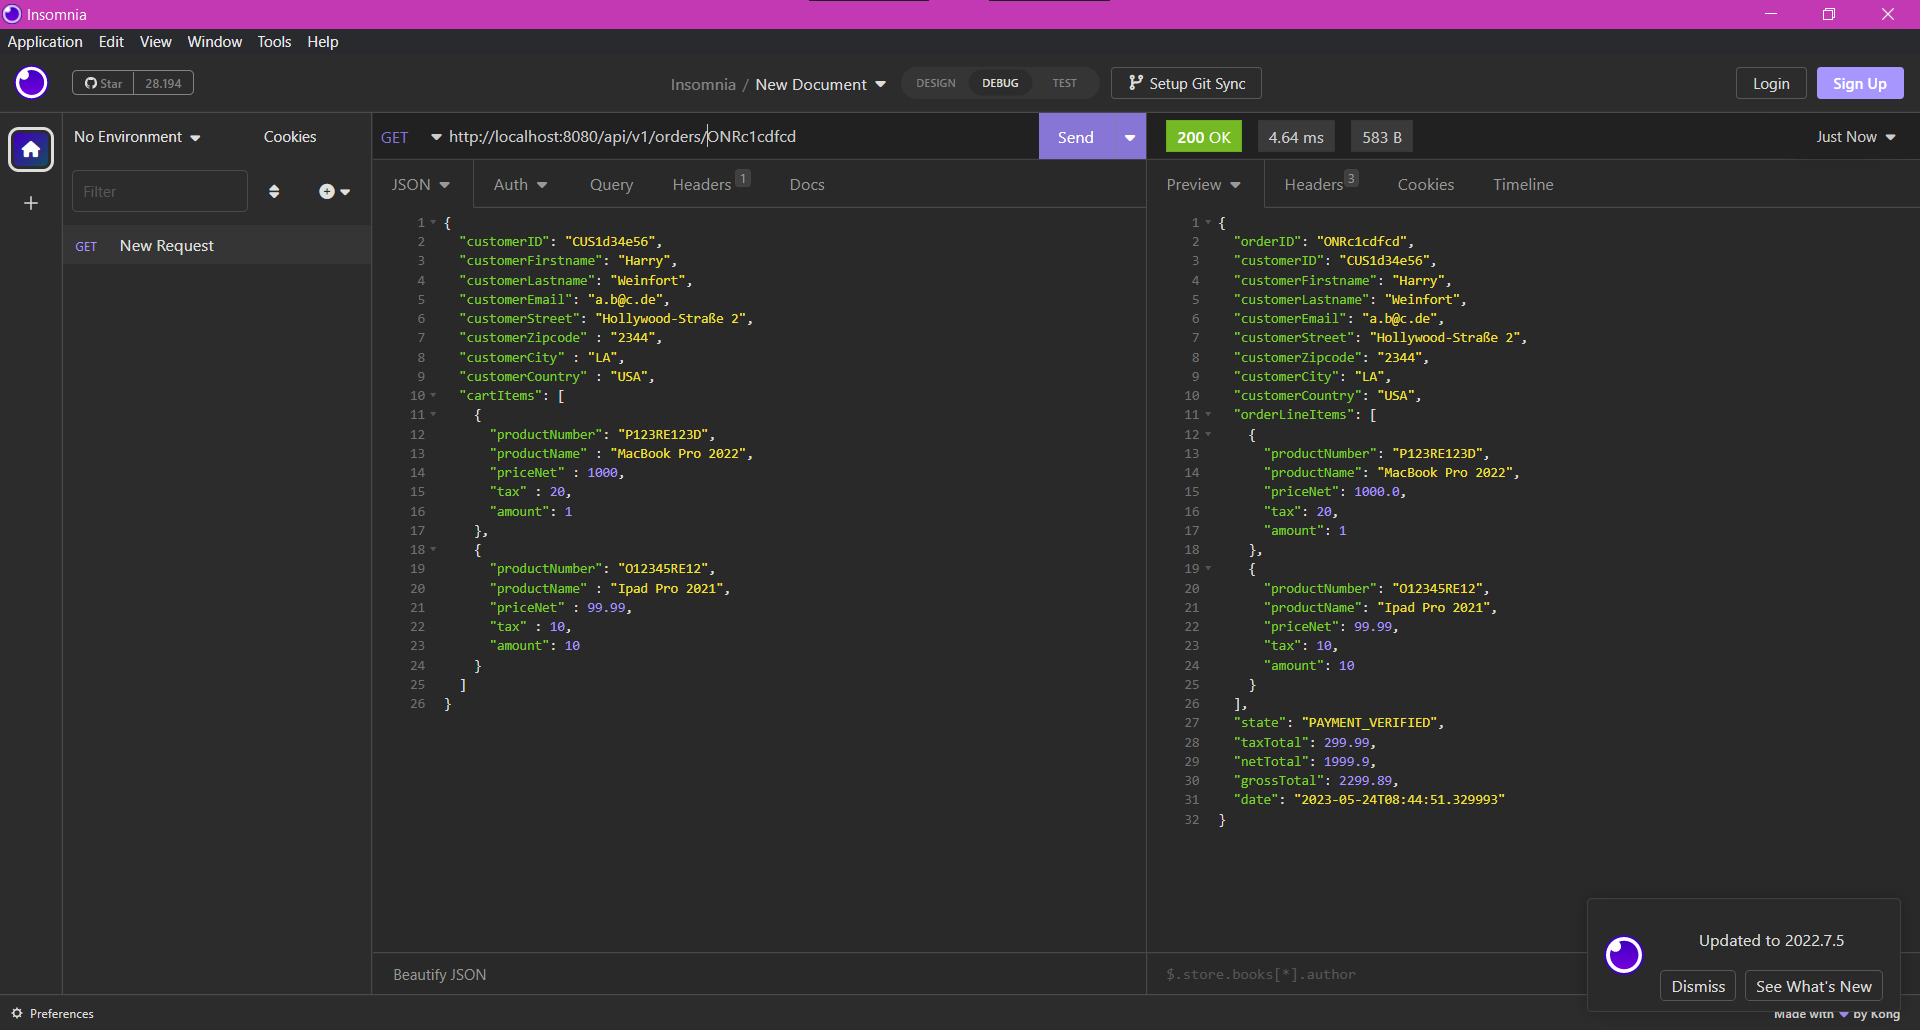 Insomnia
Application Edit View Window Tools Help
Star 28.194
Insomnia / New Document
DESIGN DEBUG TEST
Setup Git Sync
Login Sign Up
No Environment Cookies
GET http://localhost:8080/api/v1/orders/ONRc1cdfcd
Send
200 OK 4.64 ms 583 B
Just Now
Filter
GET New Request
JSON Auth Query Headers 1 Docs
1 {
2 "customerID": "CUS1d34e56",
3 "customerFirstname": "Harry",
4 "customerLastname": "Weinfort",
5 "customerEmail": "a.b@c.de",
6 "customerStreet": "Hollywood-Straße 2",
7 "customerZipcode" : "2344",
8 "customerCity" : "LA",
9 "customerCountry" : "USA",
10 "cartItems": [
11 {
12 "productNumber": "P123RE123D",
13 "productName" : "MacBook Pro 2022",
14 "priceNet" : 1000,
15 "tax" : 20,
16 "amount": 1
17 },
18 {
19 "productNumber": "O12345RE12",
20 "productName" : "Ipad Pro 2021",
21 "priceNet" : 99.99,
22 "tax" : 10,
23 "amount": 10
24 }
25 ]
26 }
Beautify JSON
Preview Headers 3 Cookies Timeline
1 {
2 "orderID": "ONRc1cdfcd",
3 "customerID": "CUS1d34e56",
4 "customerFirstname": "Harry",
5 "customerLastname": "Weinfort",
6 "customerEmail": "a.b@c.de",
7 "customerStreet": "Hollywood-Straße 2",
8 "customerZipcode": "2344",
9 "customerCity": "LA",
10 "customerCountry": "USA",
11 "orderLineItems": [
12 {
13 "productNumber": "P123RE123D",
14 "productName": "MacBook Pro 2022",
15 "priceNet": 1000.0,
16 "tax": 20,
17 "amount": 1
18 },
19 {
20 "productNumber": "O12345RE12",
21 "productName": "Ipad Pro 2021",
22 "priceNet": 99.99,
23 "tax": 10,
24 "amount": 10
25 }
26 ],
27 "state": "PAYMENT_VERIFIED",
28 "taxTotal": 299.99,
29 "netTotal": 1999.9,
30 "grossTotal": 2299.89,
31 "date": "2023-05-24T08:44:51.329993"
32 }
$.store.books[*].author
Updated to 2022.7.5
Dismiss See What's New
Preferences
Made with by Kong